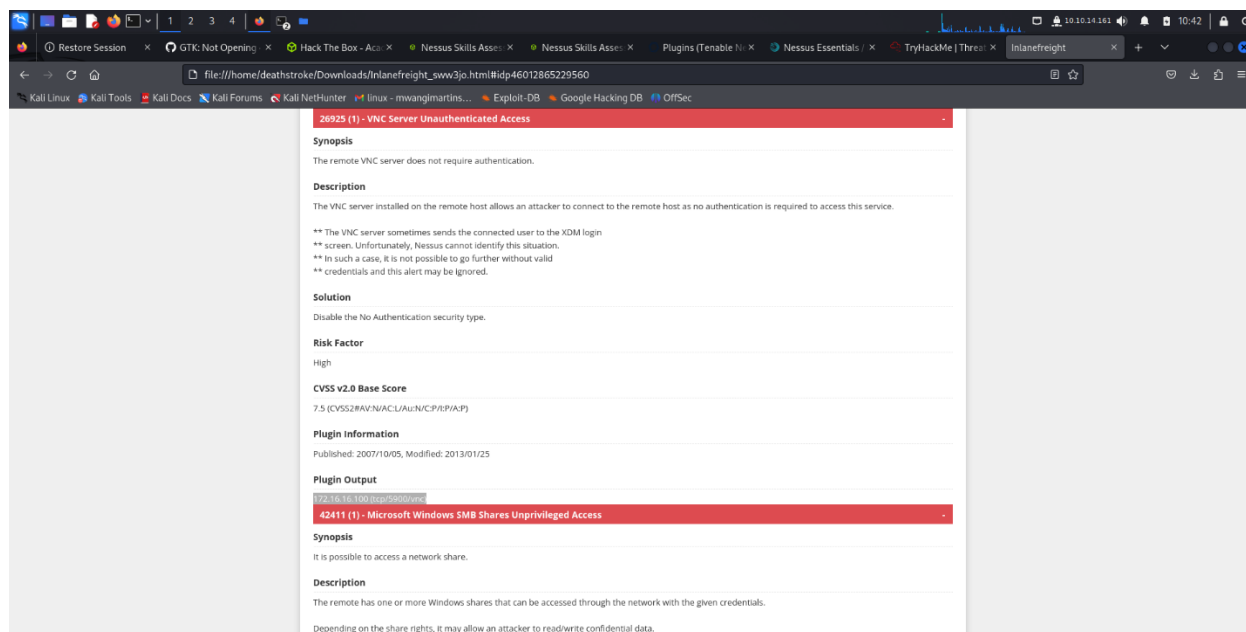 1 2 3 4
10.10.14.161
10:42
Restore Session
GTK: Not Opening
Hack The Box - Aca
Nessus Skills Asses
Nessus Skills Asses
Plugins (Tenable Ne
Nessus Essentials /
TryHackMe | Threat
Inlanefreight
file:///home/deathstroke/Downloads/Inlanefreight_sww3jo.html#idp46012865229560
Kali Linux Kali Tools Kali Docs Kali Forums Kali NetHunter linux - mwangimartins... Exploit-DB Google Hacking DB OffSec
26925 (1) - VNC Server Unauthenticated Access -
Synopsis
The remote VNC server does not require authentication.
Description
The VNC server installed on the remote host allows an attacker to connect to the remote host as no authentication is required to access this service.
** The VNC server sometimes sends the connected user to the XDM login
** screen. Unfortunately, Nessus cannot identify this situation.
** In such a case, it is not possible to go further without valid
** credentials and this alert may be ignored.
Solution
Disable the No Authentication security type.
Risk Factor
High
CVSS v2.0 Base Score
7.5 (CVSS2#AV:N/AC:L/Au:N/C:P/I:P/A:P)
Plugin Information
Published: 2007/10/05, Modified: 2013/01/25
Plugin Output
172.16.16.100 (tcp/5900/vnc)
42411 (1) - Microsoft Windows SMB Shares Unprivileged Access -
Synopsis
It is possible to access a network share.
Description
The remote has one or more Windows shares that can be accessed through the network with the given credentials.
Depending on the share rights, it may allow an attacker to read/write confidential data.